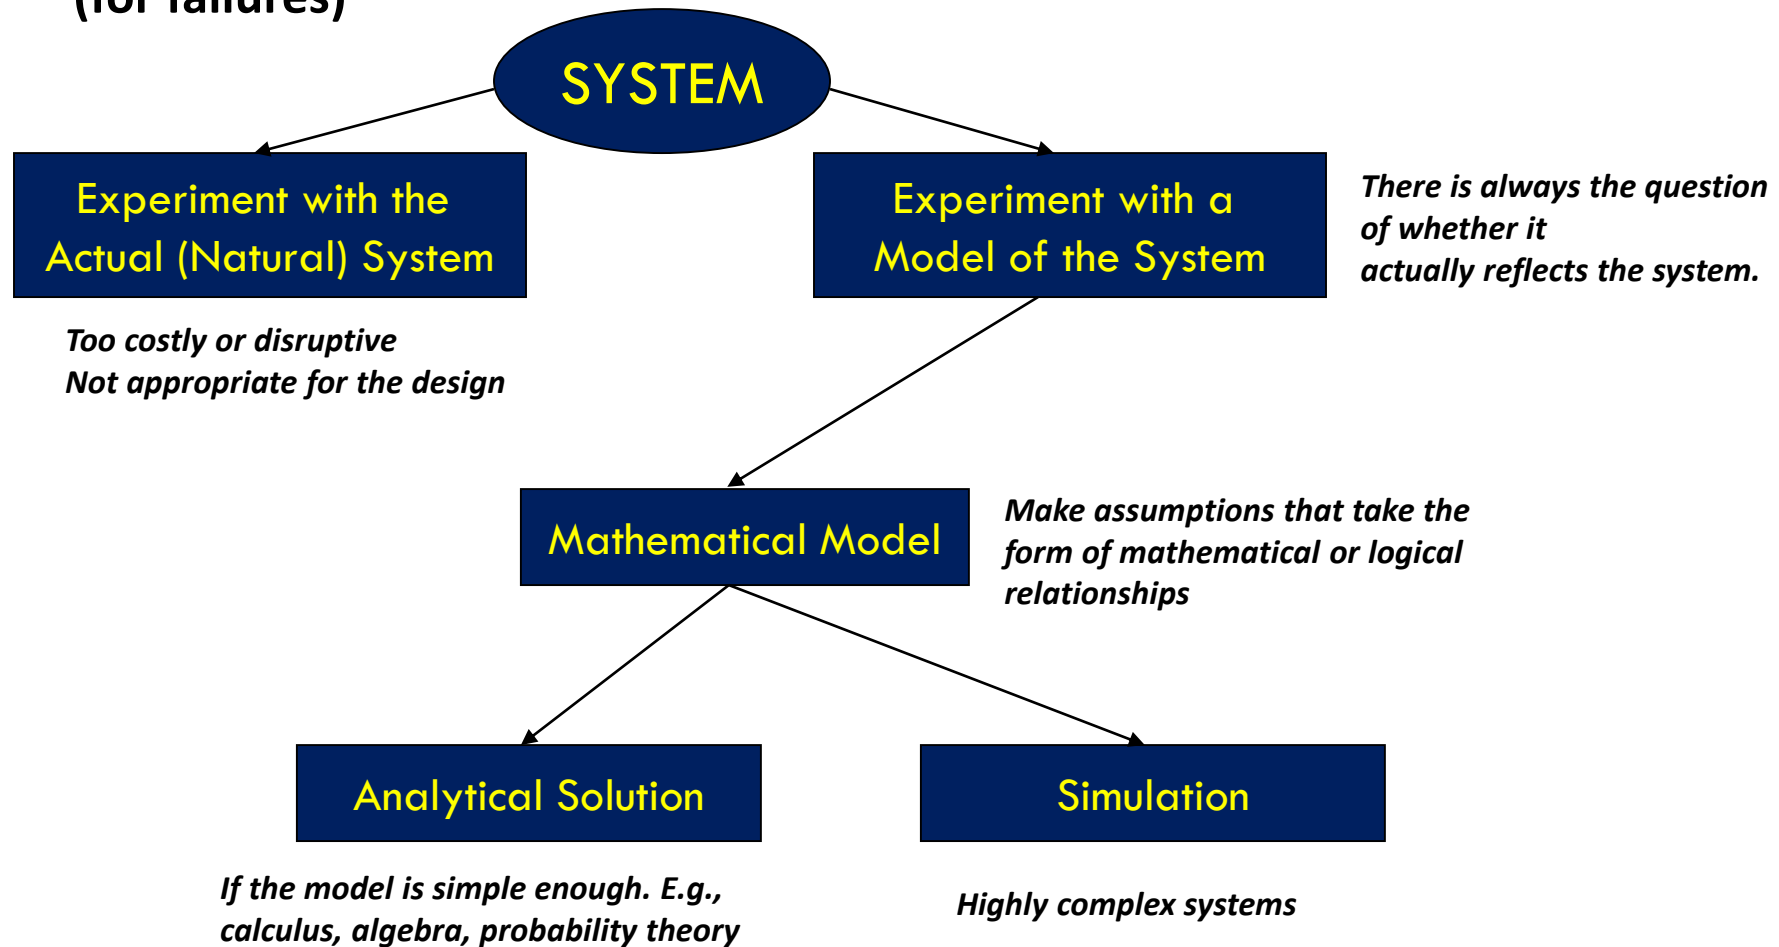 (for failures)
SYSTEM
Experiment with the
Actual (Natural) System
Experiment with a
Model of the System
There is always the question
of whether it
actually reflects the system.
Too costly or disruptive
Not appropriate for the design
Mathematical Model
Make assumptions that take the
form of mathematical or logical
relationships
Analytical Solution
Simulation
If the model is simple enough. E.g.,
calculus, algebra, probability theory
Highly complex systems